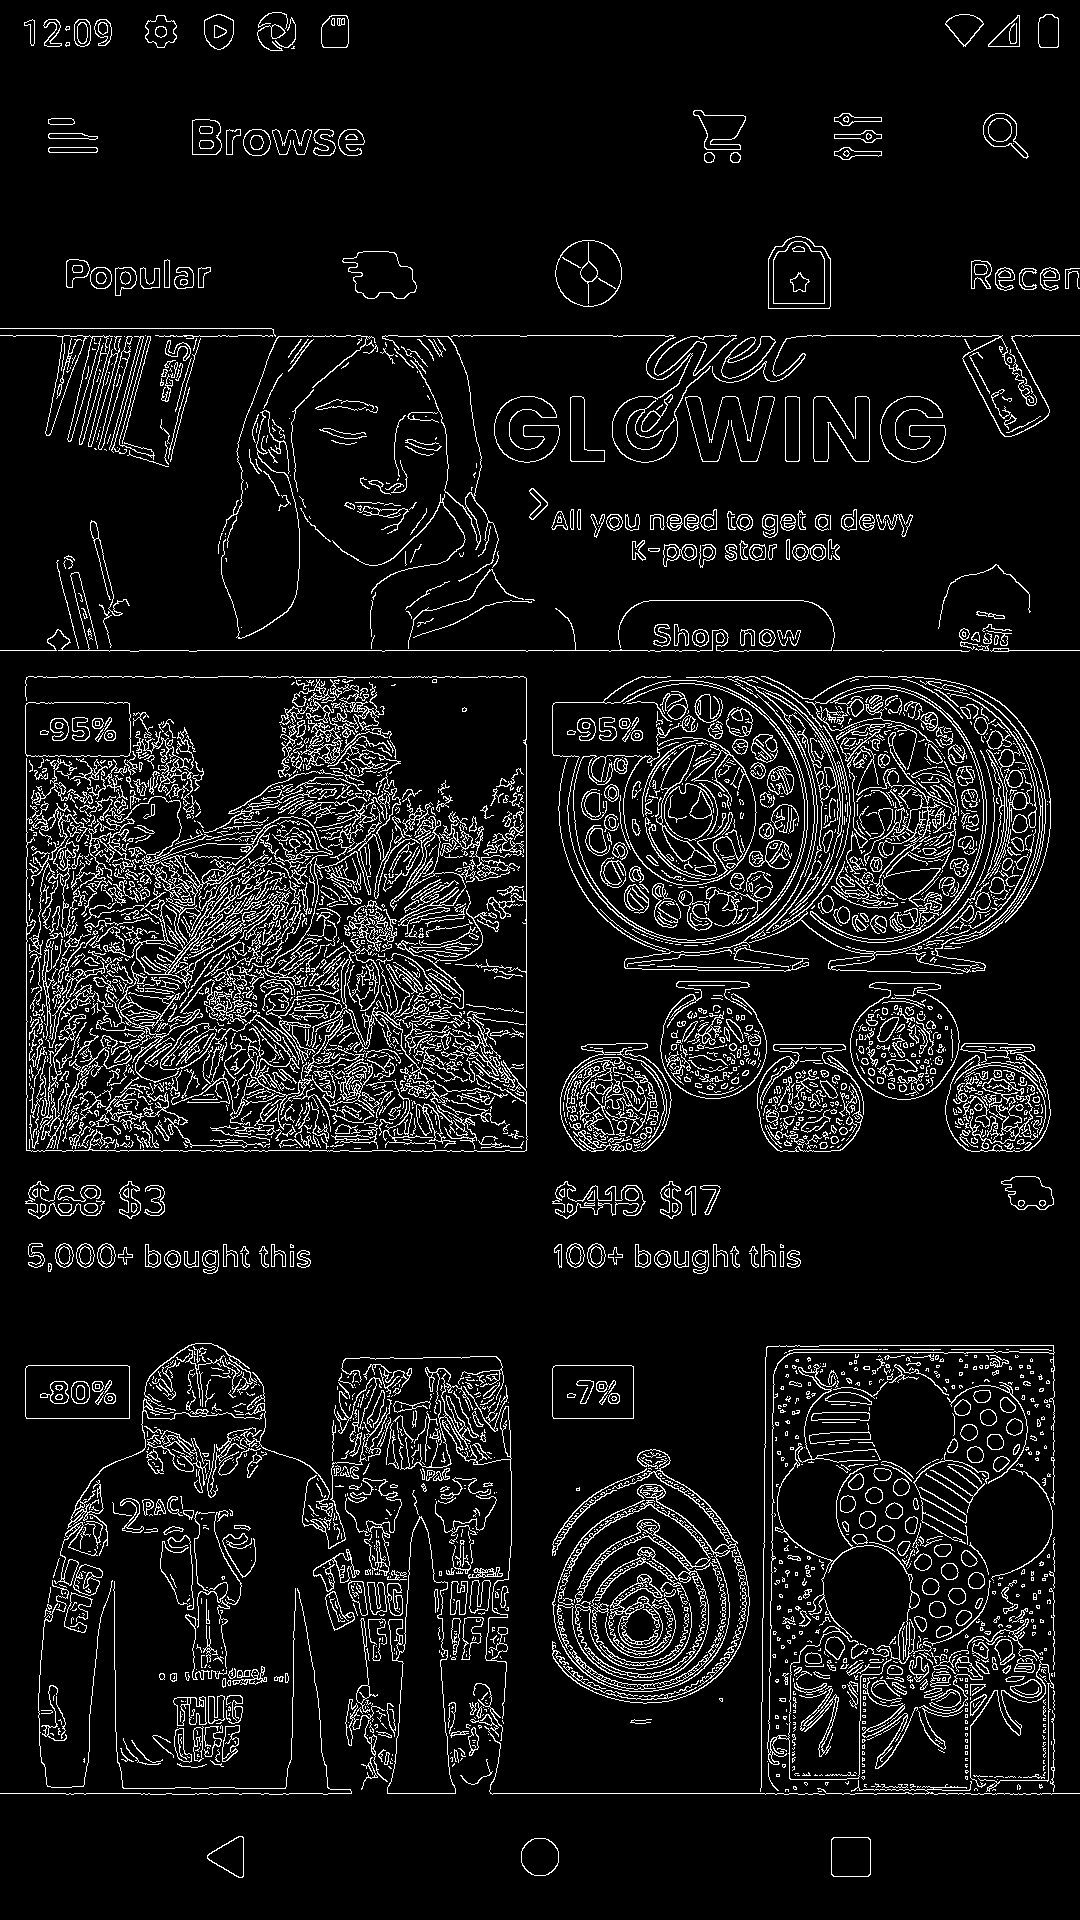 12:09
Browse
Popular
Recen
get
GLOWING
All you need to get a dewy
K-pop star look
Shop now
-95%
-95%
$68 $3
$419 $17
5,000+ bought this
100+ bought this
-80%
-7%
2PAC
PAC
2PAC
THUG
LIFE
THUG
LIFE